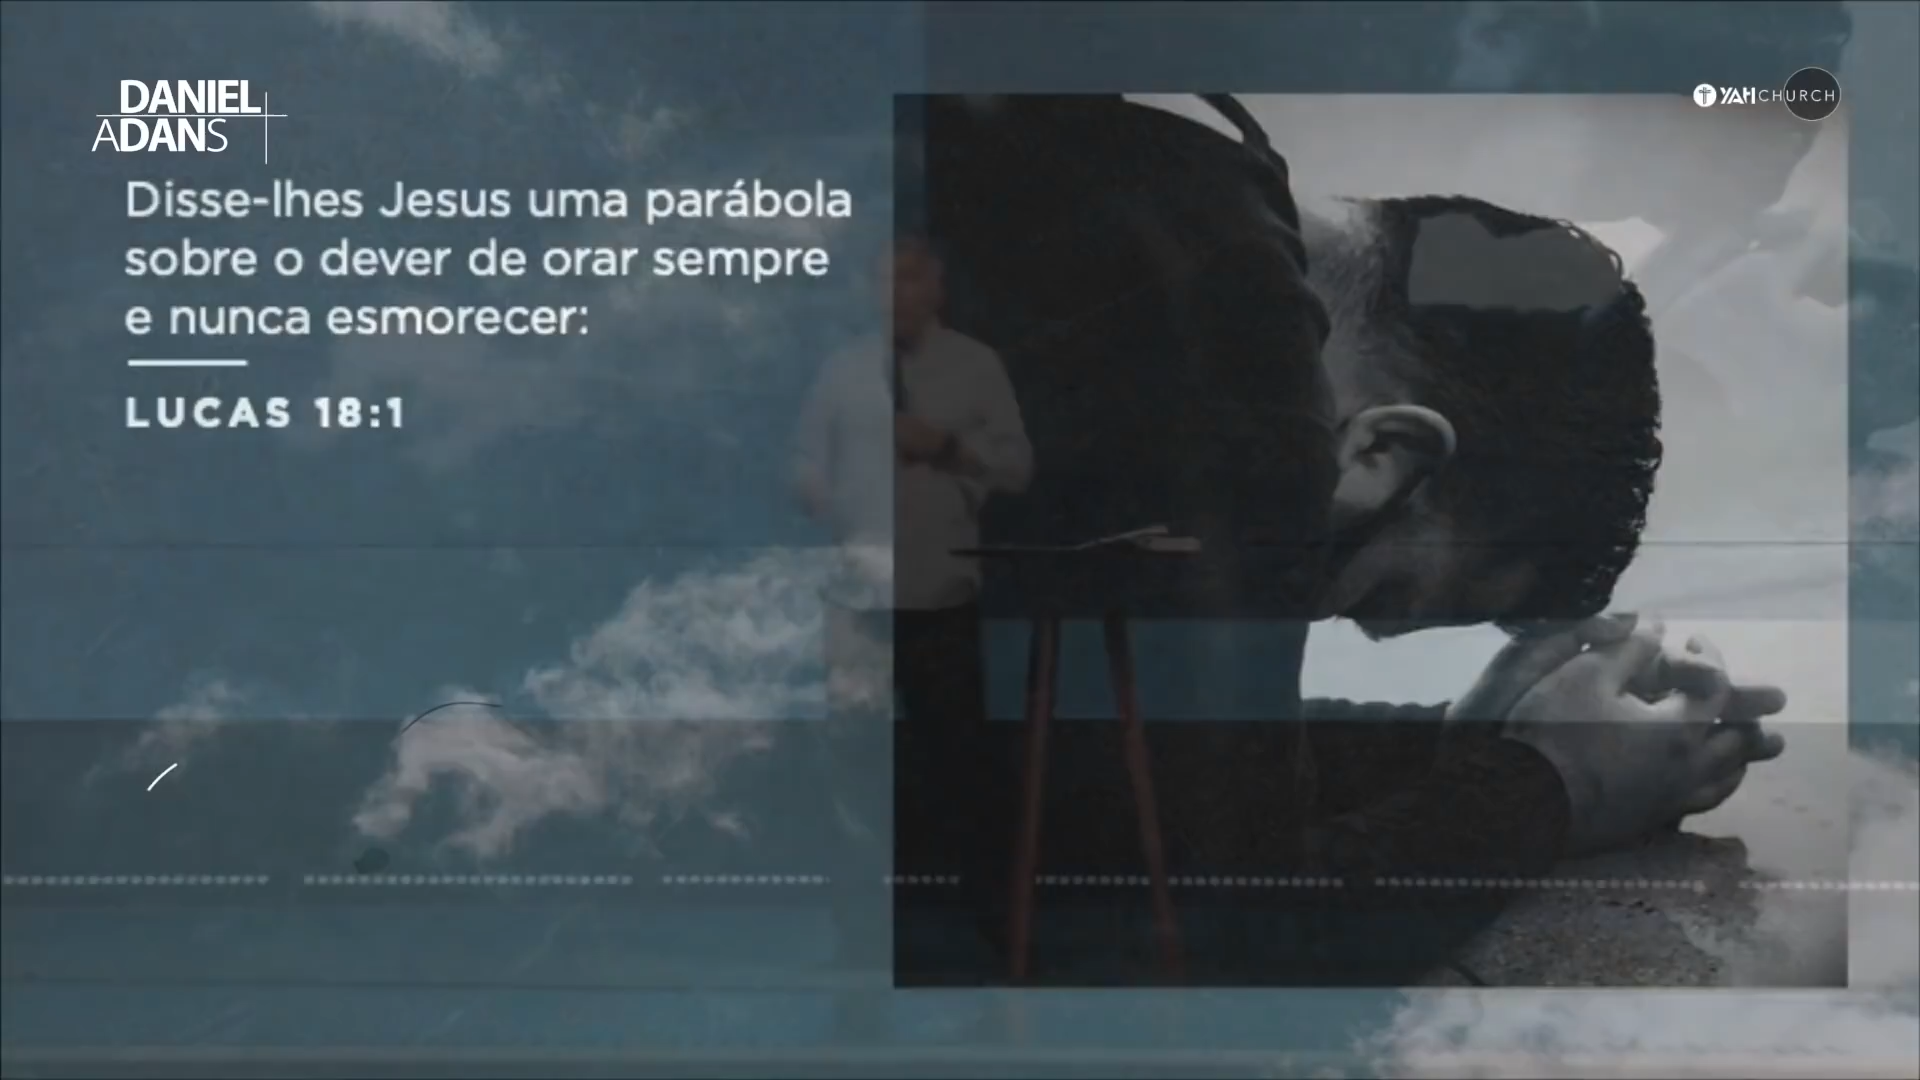 DANIEL
ADANS
YAH CHURCH
Disse-lhes Jesus uma parábola
sobre o dever de orar sempre
e nunca esmorecer:
LUCAS 18:1